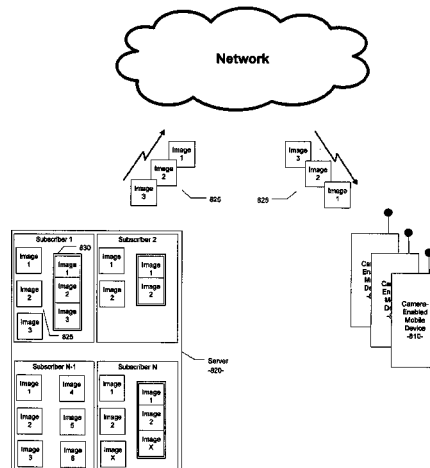 Network
Image
1
Image
2
Image
3
825
Image
3
Image
2
Image
1
825
Subscriber 1
830
Image
1
Image
2
Image
3
Image
1
Image
2
Image
3
825
Subscriber 2
Image
1
Image
2
Image
1
Image
2
Subscriber N-1
Image
1
Image
4
Image
2
Image
5
Image
3
Image
6
Subscriber N
Image
1
Image
2
Image
X
Image
1
Image
2
Image
X
Server
-820-
Camera-
Enabled
Mobile
Device
-810-